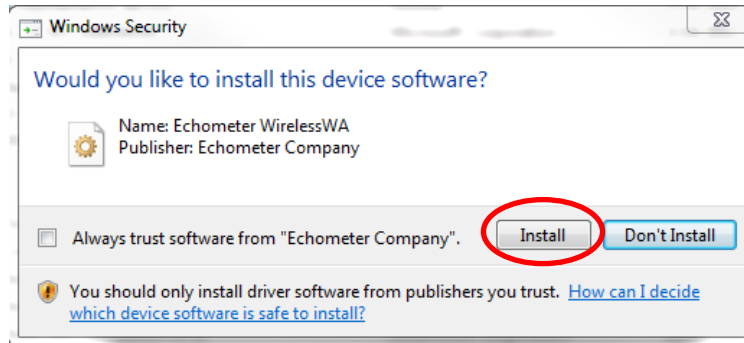 Windows Security
Would you like to install this device software?
Name: Echometer WirelessWA
Publisher: Echometer Company
Always trust software from "Echometer Company".
Install
Don't Install
You should only install driver software from publishers you trust. How can I decide
which device software is safe to install?